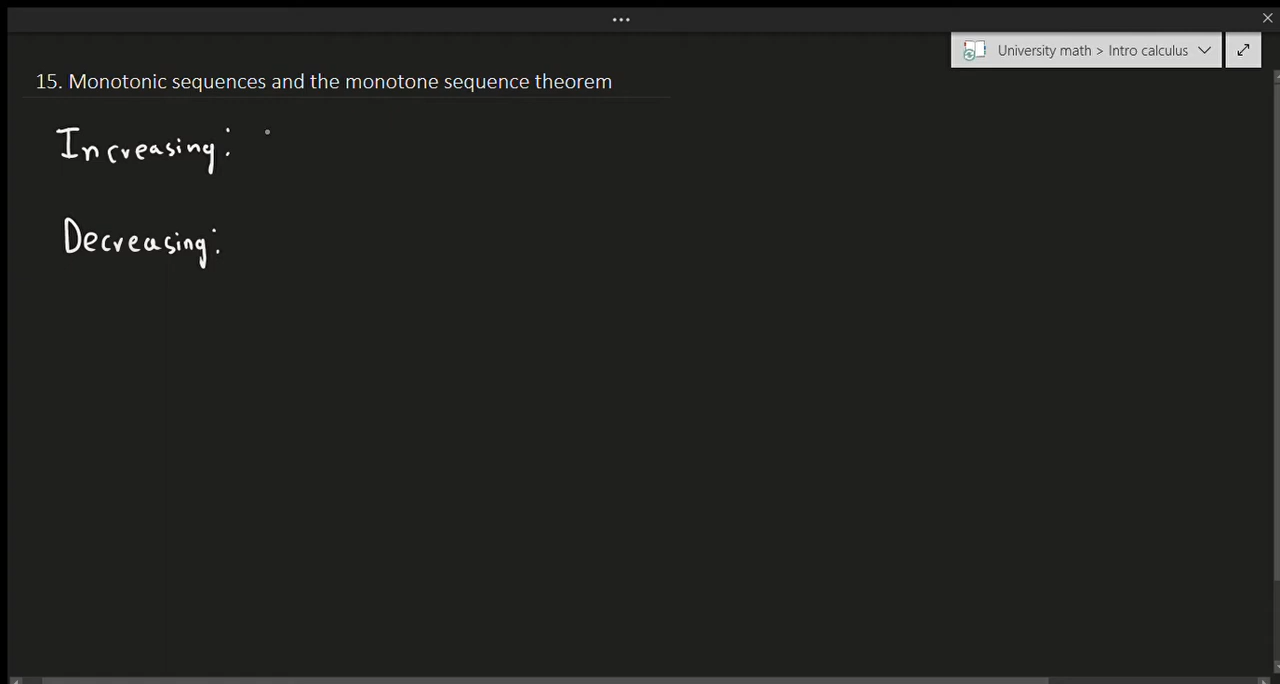 University math > Intro calculus
15. Monotonic sequences and the monotone sequence theorem
Increasing:
Decreasing: